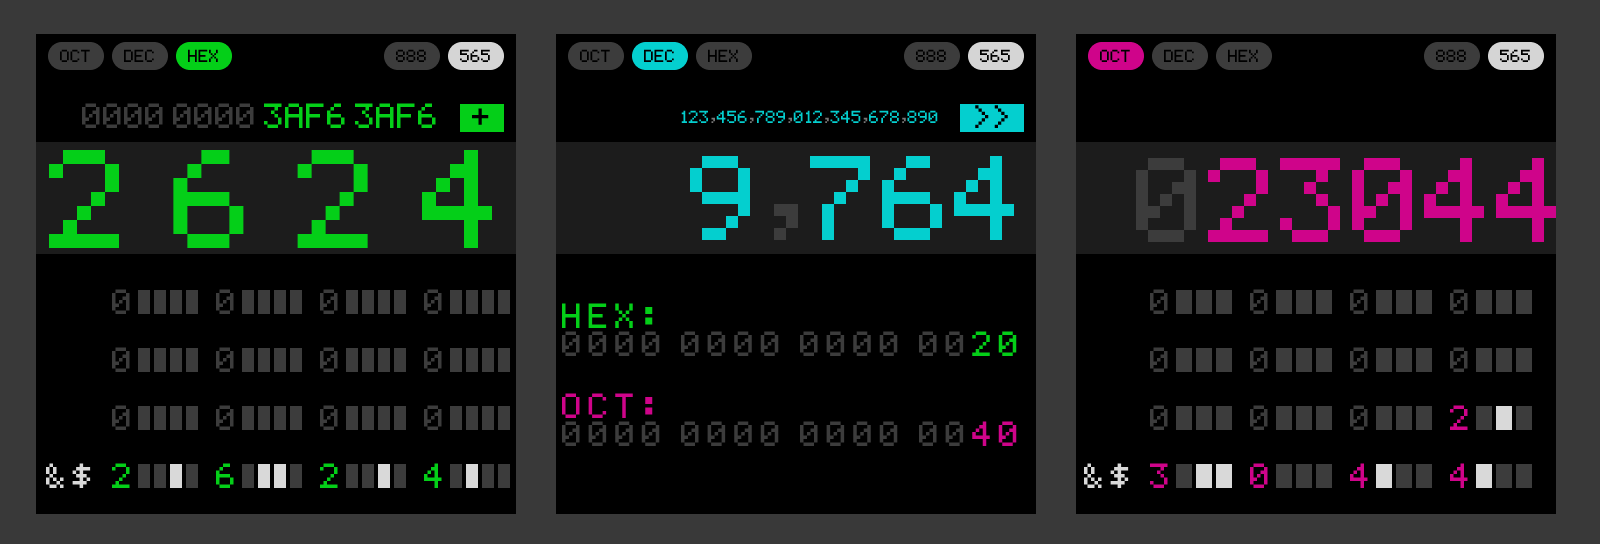 OCT DEC HEX 888 565
0000 0000 3AF6 3AF6 +
2624
0 0 0 0
0 0 0 0
0 0 0 0
&$ 2 6 2 4
OCT DEC HEX 888 565
123,456,789,012,345,678,890 >>
9,764
HEX:
0000 0000 0000 0020
OCT:
0000 0000 0000 0040
OCT DEC HEX 888 565
023044
0 0 0 0
0 0 0 0
0 0 0 2
&$ 3 0 4 4